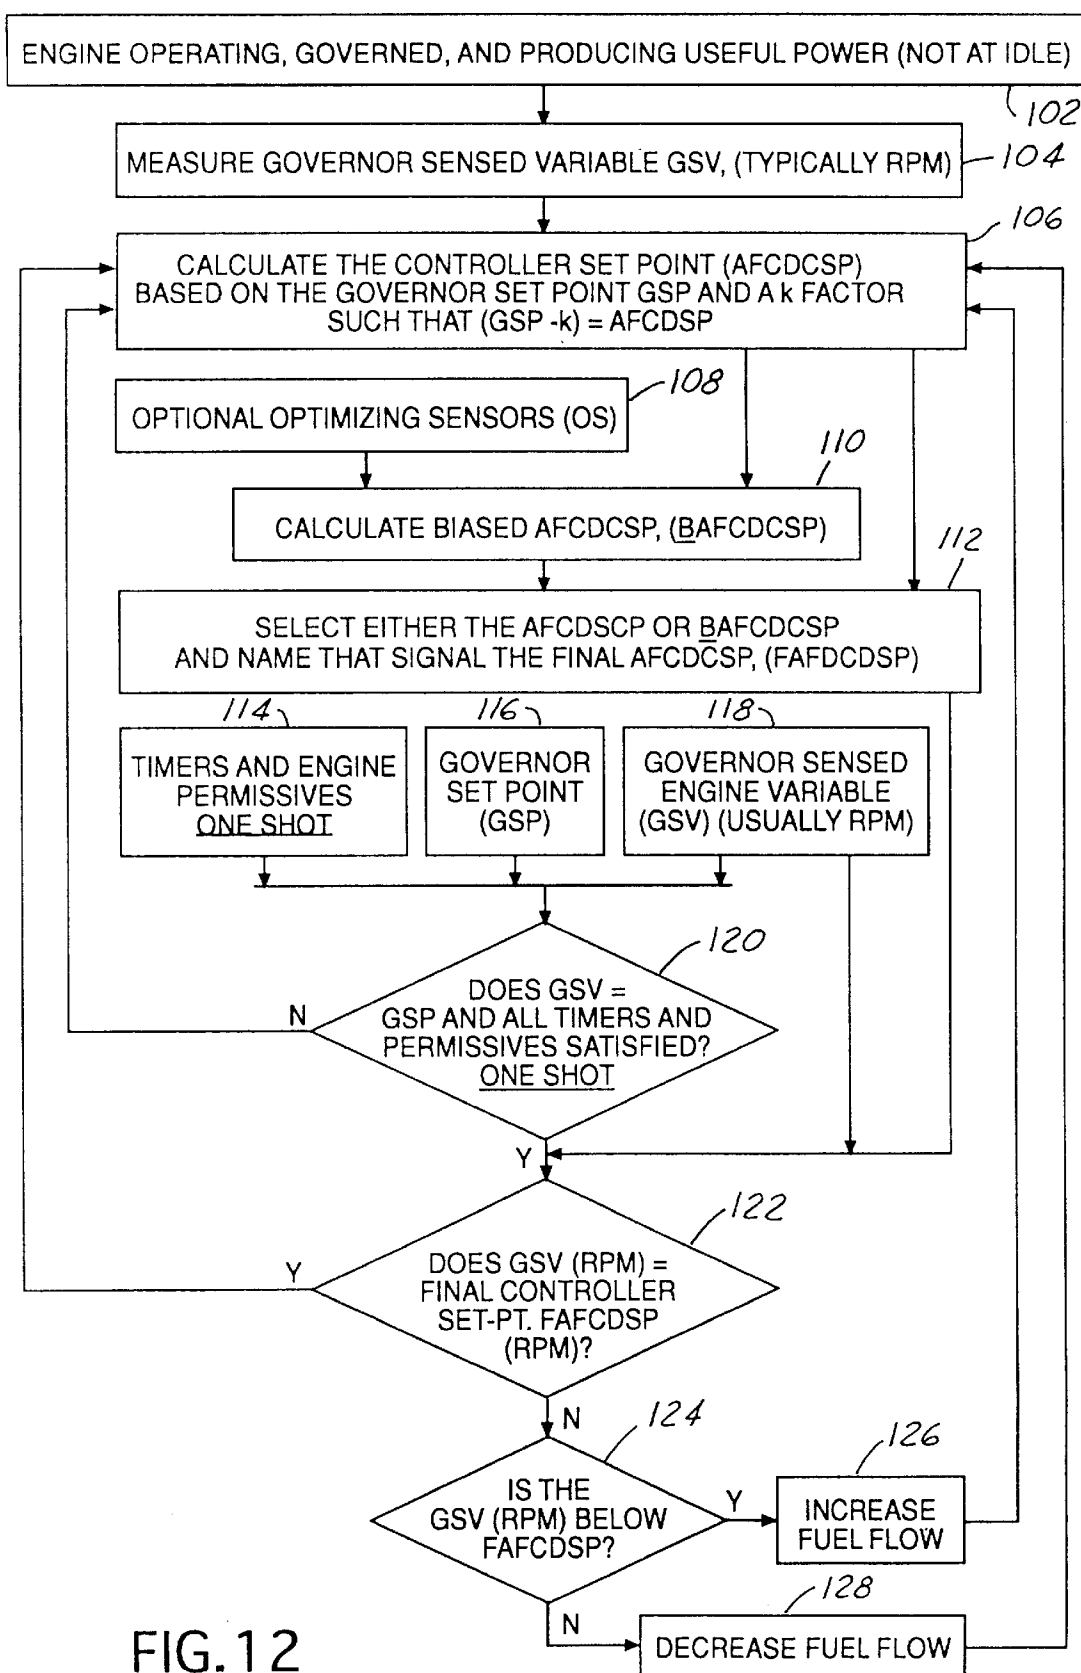 ENGINE OPERATING, GOVERNED, AND PRODUCING USEFUL POWER (NOT AT IDLE)
102
MEASURE GOVERNOR SENSED VARIABLE GSV, (TYPICALLY RPM)
104
106
CALCULATE THE CONTROLLER SET POINT (AFCDCSP)
BASED ON THE GOVERNOR SET POINT GSP AND A k FACTOR
SUCH THAT (GSP -k) = AFCDSP
108
OPTIONAL OPTIMIZING SENSORS (OS)
110
CALCULATE BIASED AFCDCSP, (BAFCDCSP)
112
SELECT EITHER THE AFCDSCP OR BAFCDCSP
AND NAME THAT SIGNAL THE FINAL AFCDCSP, (FAFDCDSP)
114
TIMERS AND ENGINE
PERMISSIVES
ONE SHOT
116
GOVERNOR
SET POINT
(GSP)
118
GOVERNOR SENSED
ENGINE VARIABLE
(GSV) (USUALLY RPM)
120
DOES GSV =
GSP AND ALL TIMERS AND
PERMISSIVES SATISFIED?
ONE SHOT
N
Y
122
DOES GSV (RPM) =
FINAL CONTROLLER
SET-PT. FAFCDSP
(RPM)?
Y
N
124
IS THE
GSV (RPM) BELOW
FAFCDSP?
Y
126
INCREASE
FUEL FLOW
N
128
DECREASE FUEL FLOW
FIG.12